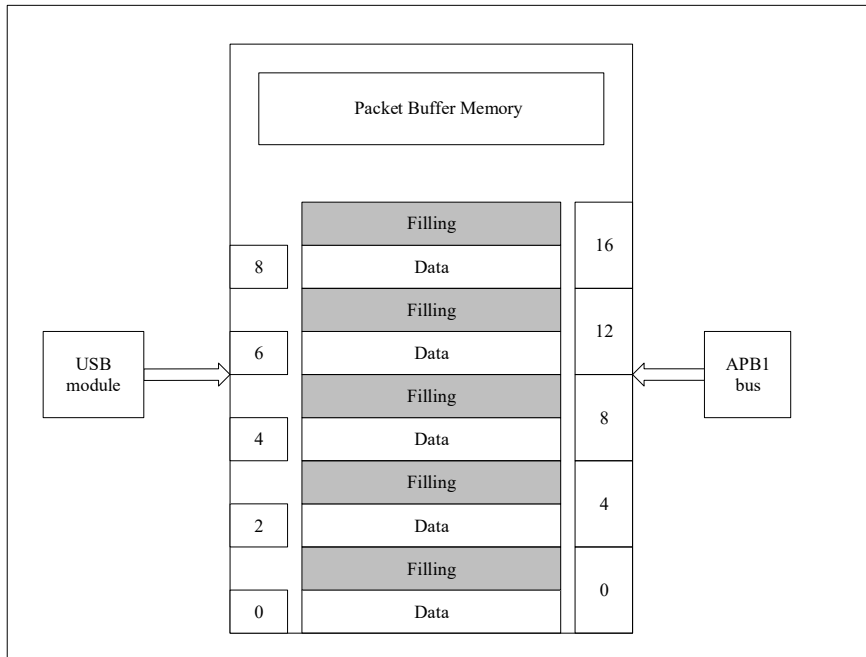 Packet Buffer Memory
Filling
16
8
Data
Filling
12
USB
module
6
Data
APB1
bus
Filling
8
4
Data
Filling
4
2
Data
Filling
0
0
Data